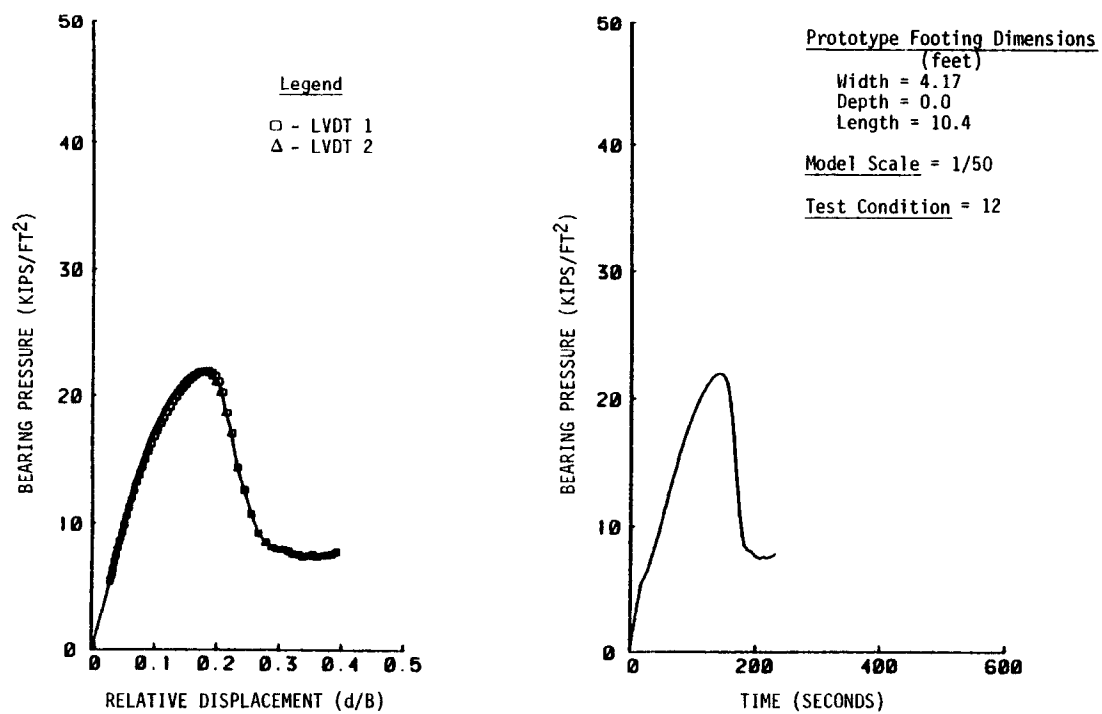 50
40
30
20
10
0
BEARING PRESSURE (KIPS/FT2)
Legend
□ - LVDT 1
△ - LVDT 2
0 0.1 0.2 0.3 0.4 0.5
RELATIVE DISPLACEMENT (d/B)
50
40
30
20
10
0
BEARING PRESSURE (KIPS/FT2)
Prototype Footing Dimensions
(feet)
Width = 4.17
Depth = 0.0
Length = 10.4
Model Scale = 1/50
Test Condition = 12
0 200 400 600
TIME (SECONDS)